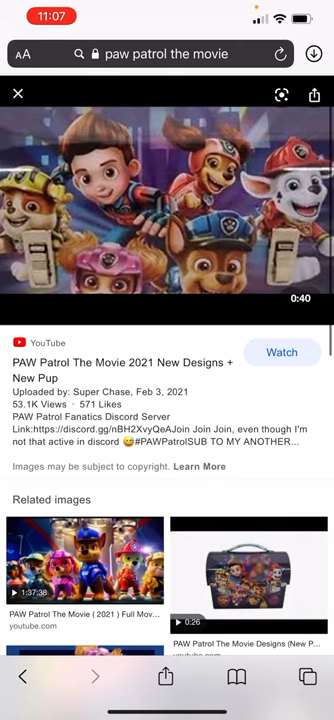 11:07
AA
paw patrol the movie
0:40
YouTube
PAW Patrol The Movie 2021 New Designs +
New Pup
Watch
Uploaded by: Super Chase, Feb 3, 2021
53.1K Views · 571 Likes
PAW Patrol Fanatics Discord Server
Link:https://discord.gg/nBH2XvyQeAJoin Join Join, even though I'm
not that active in discord 😅#PAWPatrolSUB TO MY ANOTHER...
Images may be subject to copyright. Learn More
Related images
1:37:38
PAW Patrol The Movie ( 2021 ) Full Mov...
youtube.com
0:26
PAW Patrol The Movie Designs (New P...
youtube.com